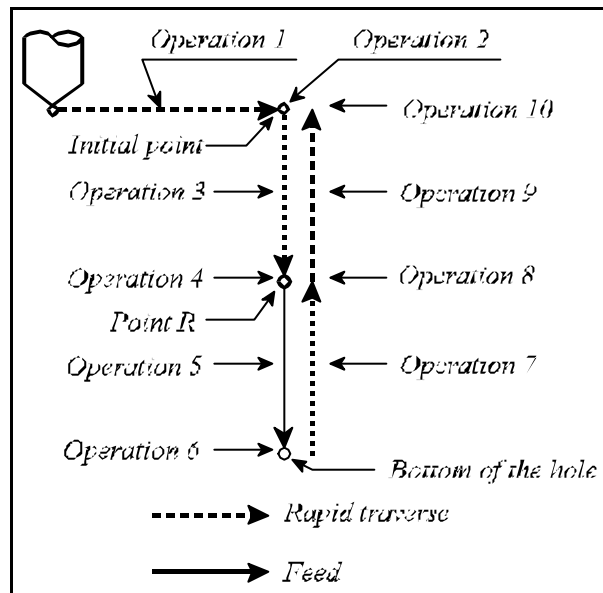 Operation 1
Operation 2
Operation 10
Initial point
Operation 3
Operation 9
Operation 4
Operation 8
Point R
Operation 5
Operation 7
Operation 6
Bottom of the hole
Rapid traverse
Feed